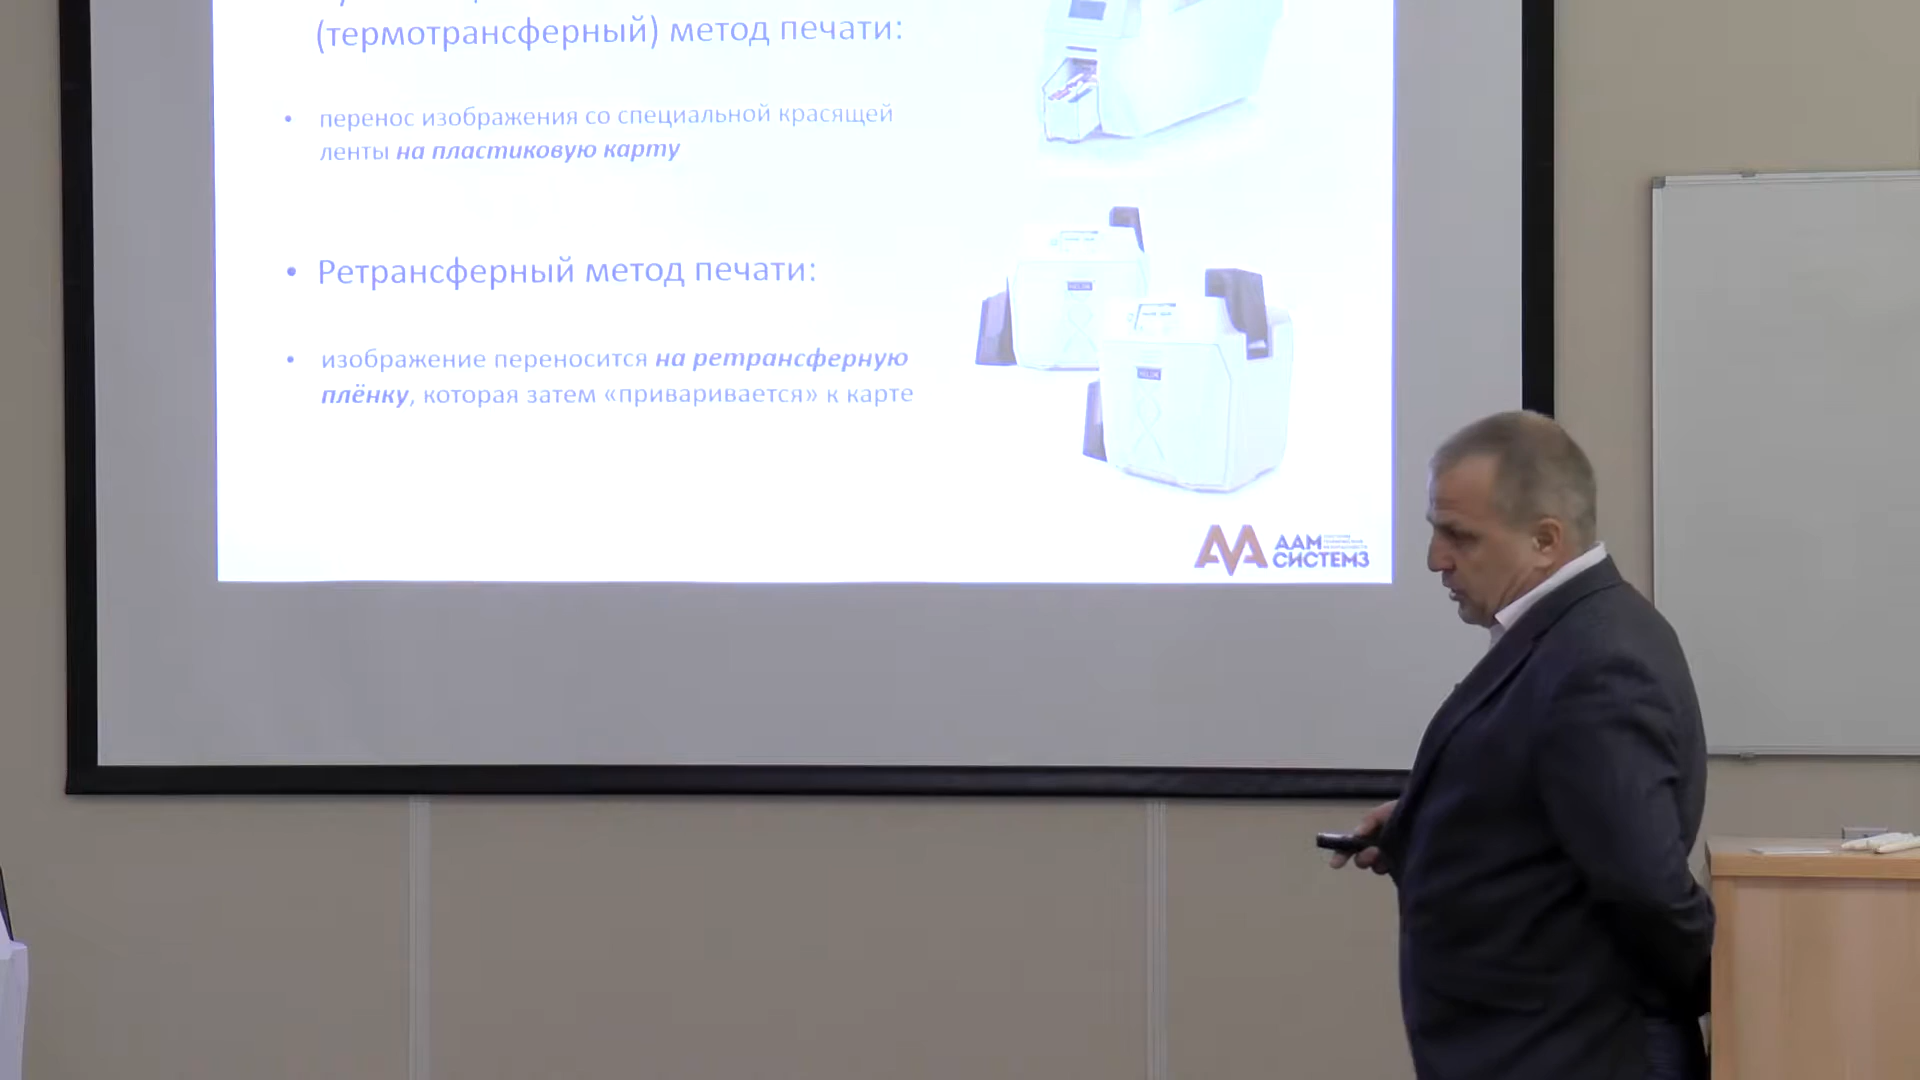 (термотрансферный) метод печати:
• перенос изображения со специальной красящей
ленты на пластиковую карту
• Ретрансферный метод печати:
• изображение переносится на ретрансферную
плёнку, которая затем «приваривается» к карте
ААМ
СИСТЕМЗ